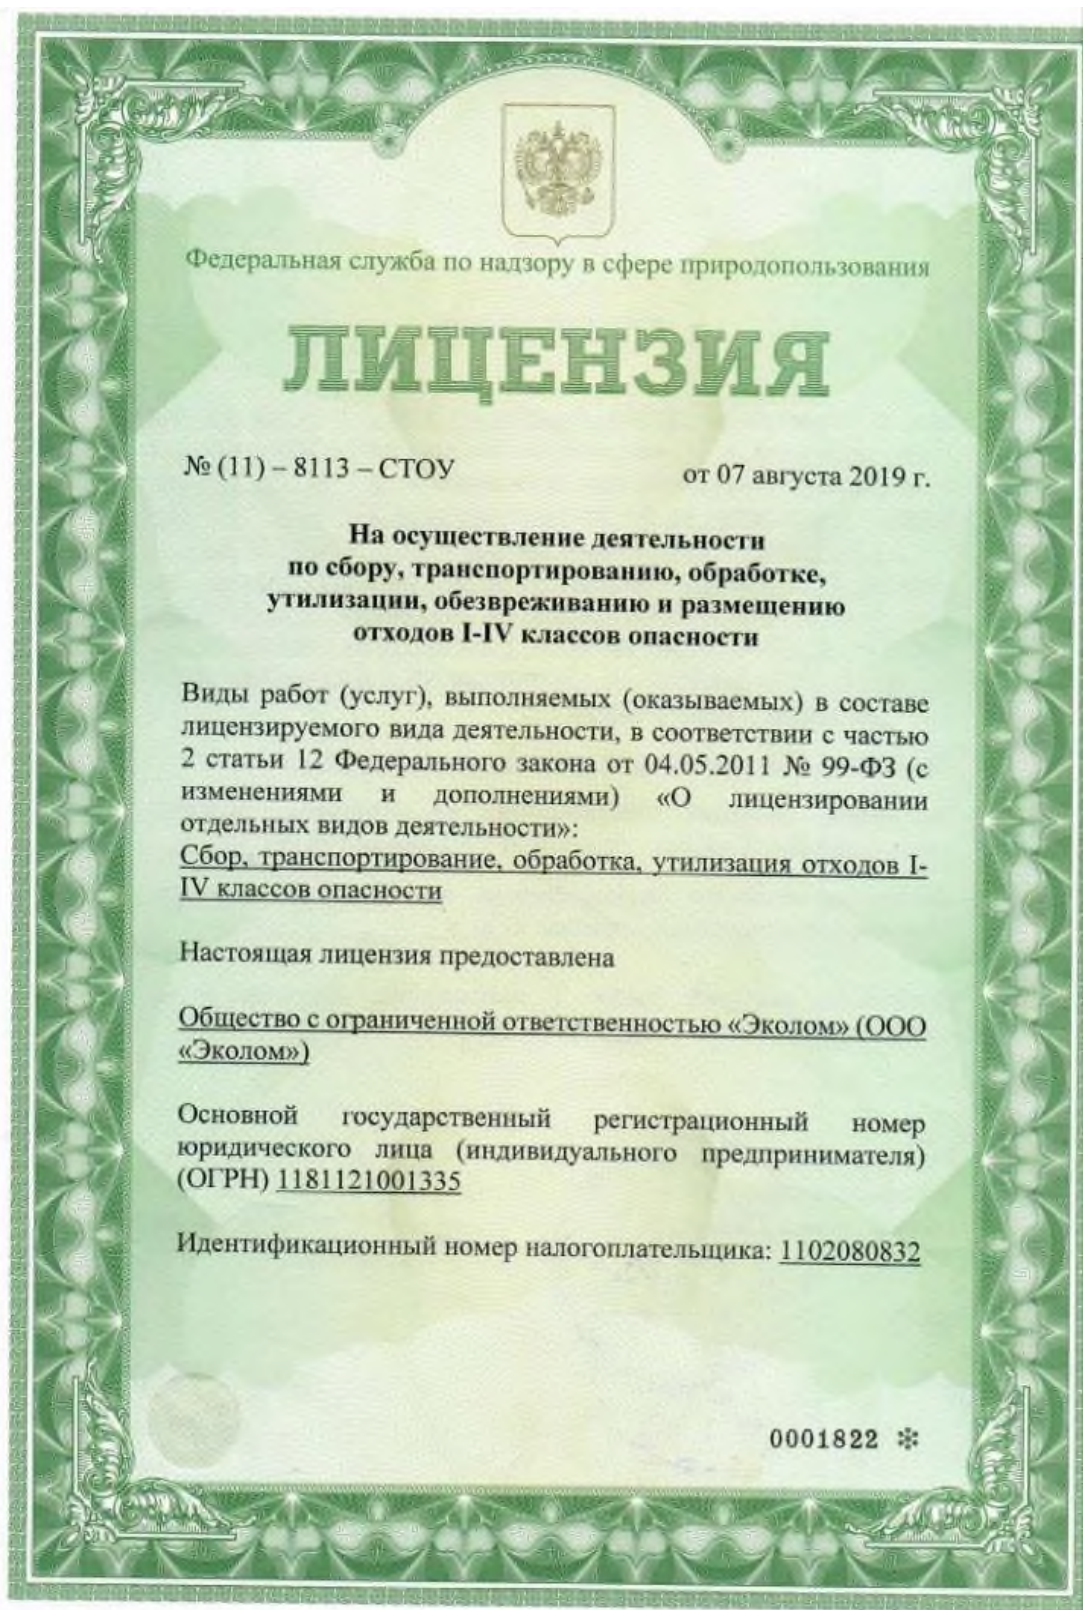 Федеральная служба по надзору в сфере природопользования
ЛИЦЕНЗИЯ
№ (11) – 8113 – СТОУ от 07 августа 2019 г.
На осуществление деятельности
по сбору, транспортированию, обработке,
утилизации, обезвреживанию и размещению
отходов I-IV классов опасности
Виды работ (услуг), выполняемых (оказываемых) в составе
лицензируемого вида деятельности, в соответствии с частью
2 статьи 12 Федерального закона от 04.05.2011 № 99-ФЗ (с
изменениями и дополнениями) «О лицензировании
отдельных видов деятельности»:
Сбор, транспортирование, обработка, утилизация отходов I-
IV классов опасности
Настоящая лицензия предоставлена
Общество с ограниченной ответственностью «Эколом» (ООО
«Эколом»)
Основной государственный регистрационный номер
юридического лица (индивидуального предпринимателя)
(ОГРН) 1181121001335
Идентификационный номер налогоплательщика: 1102080832
0001822 ❇